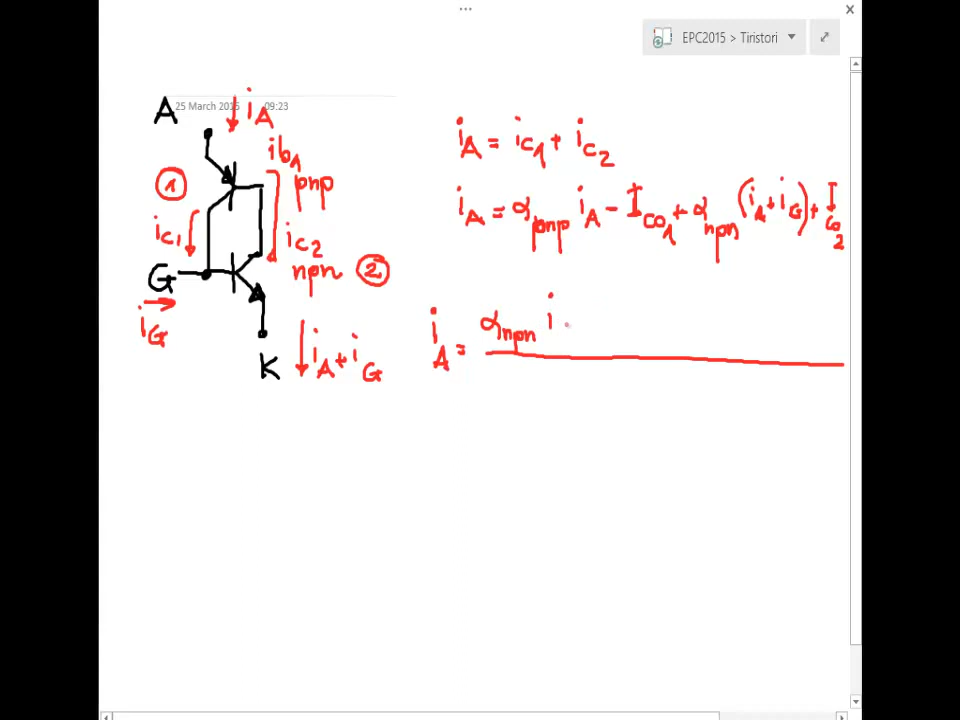 EPC2015 > Tiristori
25 March 2015 09:23
A
↓ iA
ib1
pnp
①
ic1
ic2
npn ②
G
→
iG
↓ iA + iG
K
iA = ic1 + ic2
iA = αpnp iA - Ico1 + αnpn (iA + iG) + Ico2
iA = αnpn i